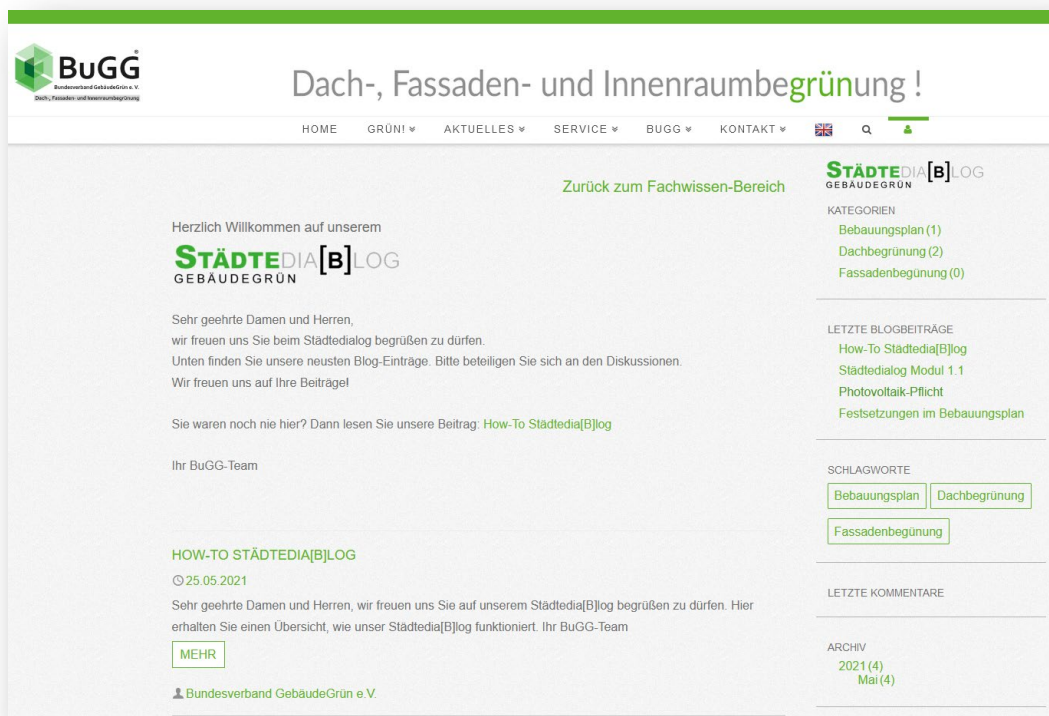 BuGG®
Bundesverband GebäudeGrün e. V.
Dach-, Fassaden- und Innenraumbegrünung
Dach-, Fassaden- und Innenraumbegrünung !
HOME GRÜN! AKTUELLES SERVICE BUGG KONTAKT
Zurück zum Fachwissen-Bereich
Herzlich Willkommen auf unserem
STÄDTEDIA[B]LOG
GEBÄUDEGRÜN
Sehr geehrte Damen und Herren,
wir freuen uns Sie beim Städtedialog begrüßen zu dürfen.
Unten finden Sie unsere neusten Blog-Einträge. Bitte beteiligen Sie sich an den Diskussionen.
Wir freuen uns auf Ihre Beiträge!
Sie waren noch nie hier? Dann lesen Sie unsere Beitrag: How-To Städtedia[B]log
Ihr BuGG-Team
HOW-TO STÄDTEDIA[B]LOG
25.05.2021
Sehr geehrte Damen und Herren, wir freuen uns Sie auf unserem Städtedia[B]log begrüßen zu dürfen. Hier
erhalten Sie einen Übersicht, wie unser Städtedia[B]log funktioniert. Ihr BuGG-Team
MEHR
Bundesverband GebäudeGrün e.V.
STÄDTEDIA[B]LOG
GEBÄUDEGRÜN
KATEGORIEN
Bebauungsplan (1)
Dachbegrünung (2)
Fassadenbegünung (0)
LETZTE BLOGBEITRÄGE
How-To Städtedia[B]log
Städtedialog Modul 1.1
Photovoltaik-Pflicht
Festsetzungen im Bebauungsplan
SCHLAGWORTE
Bebauungsplan Dachbegrünung
Fassadenbegünung
LETZTE KOMMENTARE
ARCHIV
2021 (4)
Mai (4)